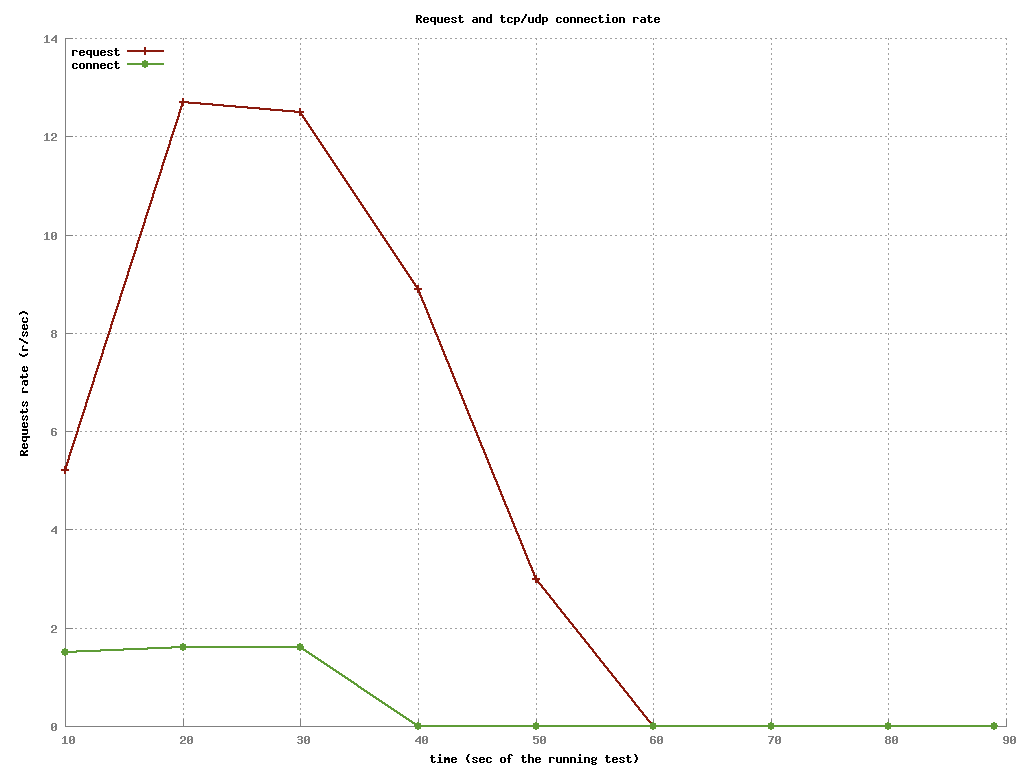 Request and tcp/udp connection rate
request
connect
14
12
10
8
6
4
2
0
Requests rate (r/sec)
10 20 30 40 50 60 70 80 90
time (sec of the running test)